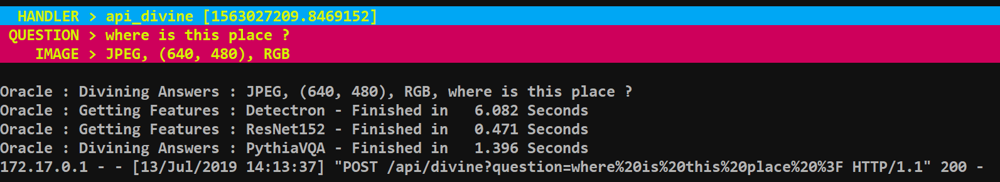 HANDLER > api_divine [1563027209.8469152]
QUESTION > where is this place ?
IMAGE > JPEG, (640, 480), RGB
Oracle : Divining Answers : JPEG, (640, 480), RGB, where is this place ?
Oracle : Getting Features : Detectron - Finished in   6.082 Seconds
Oracle : Getting Features : ResNet152 - Finished in   0.471 Seconds
Oracle : Divining Answers : PythiaVQA - Finished in   1.396 Seconds
172.17.0.1 - - [13/Jul/2019 14:13:37] "POST /api/divine?question=where%20is%20this%20place%20%3F HTTP/1.1" 200 -